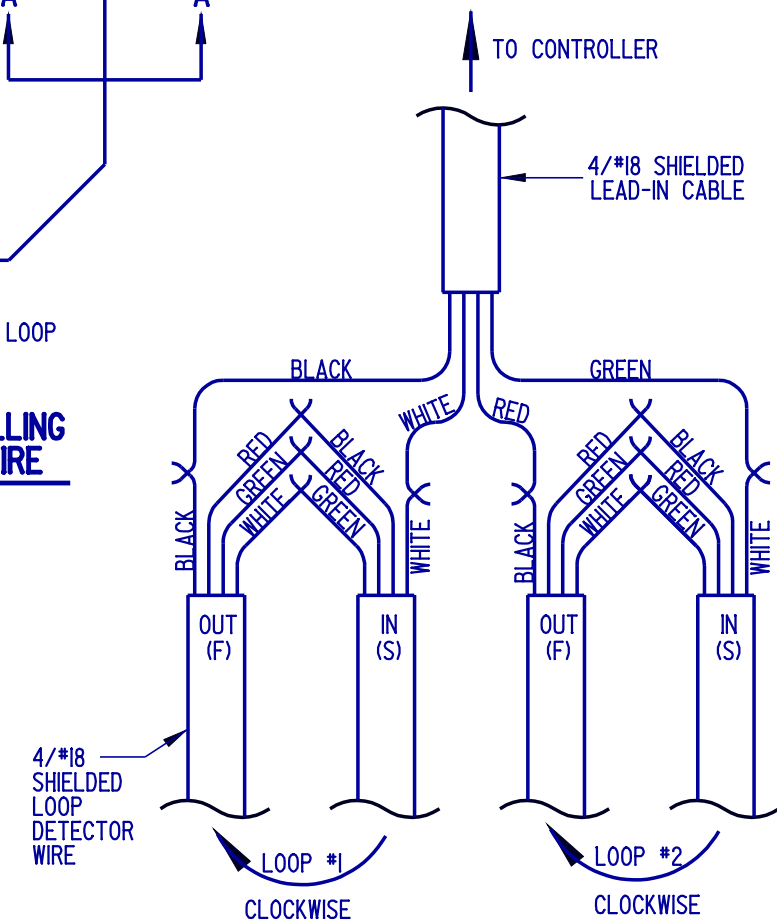 A A
TO CONTROLLER
4/#18 SHIELDED
LEAD-IN CABLE
LOOP
BLACK
GREEN
WHITE
RED
RED
GREEN
WHITE
BLACK
RED
GREEN
RED
GREEN
WHITE
BLACK
RED
GREEN
BLACK
WHITE
BLACK
WHITE
OUT
(F)
IN
(S)
OUT
(F)
IN
(S)
4/#18
SHIELDED
LOOP
DETECTOR
WIRE
LOOP #1
CLOCKWISE
LOOP #2
CLOCKWISE